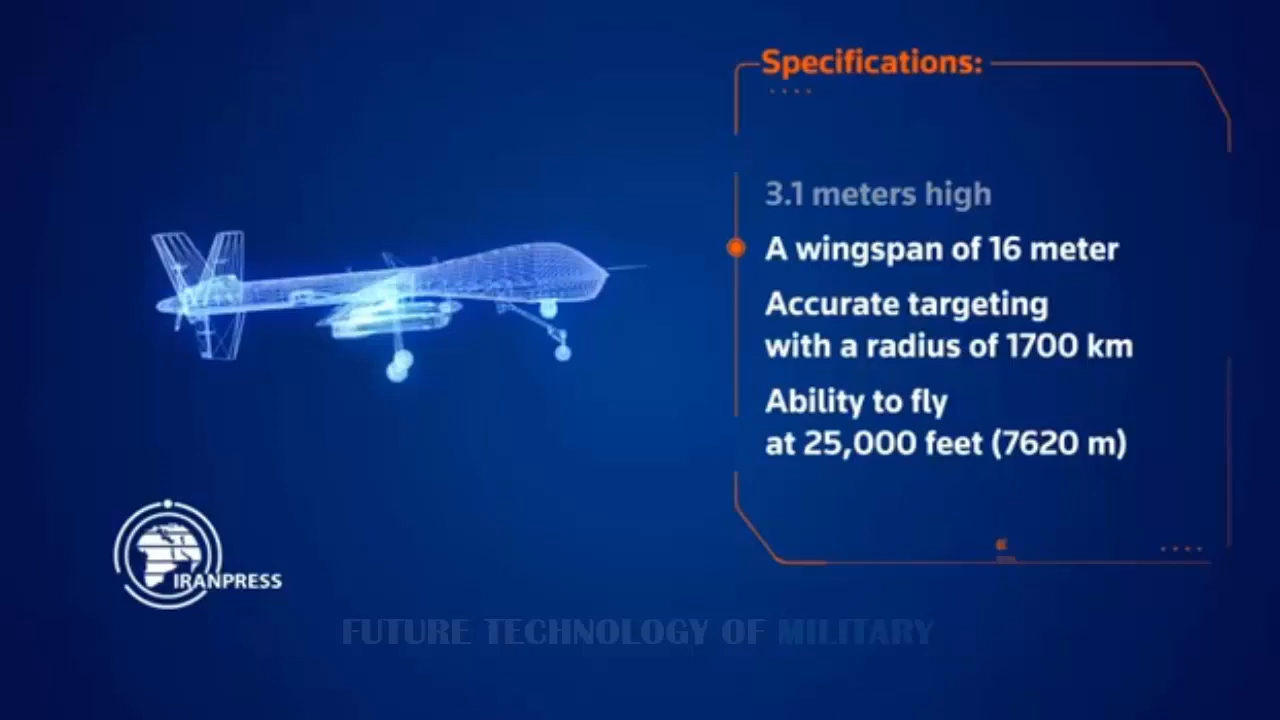 Specifications:
3.1 meters high
A wingspan of 16 meter
Accurate targeting
with a radius of 1700 km
Ability to fly
at 25,000 feet (7620 m)
IRANPRESS
FUTURE TECHNOLOGY OF MILITARY